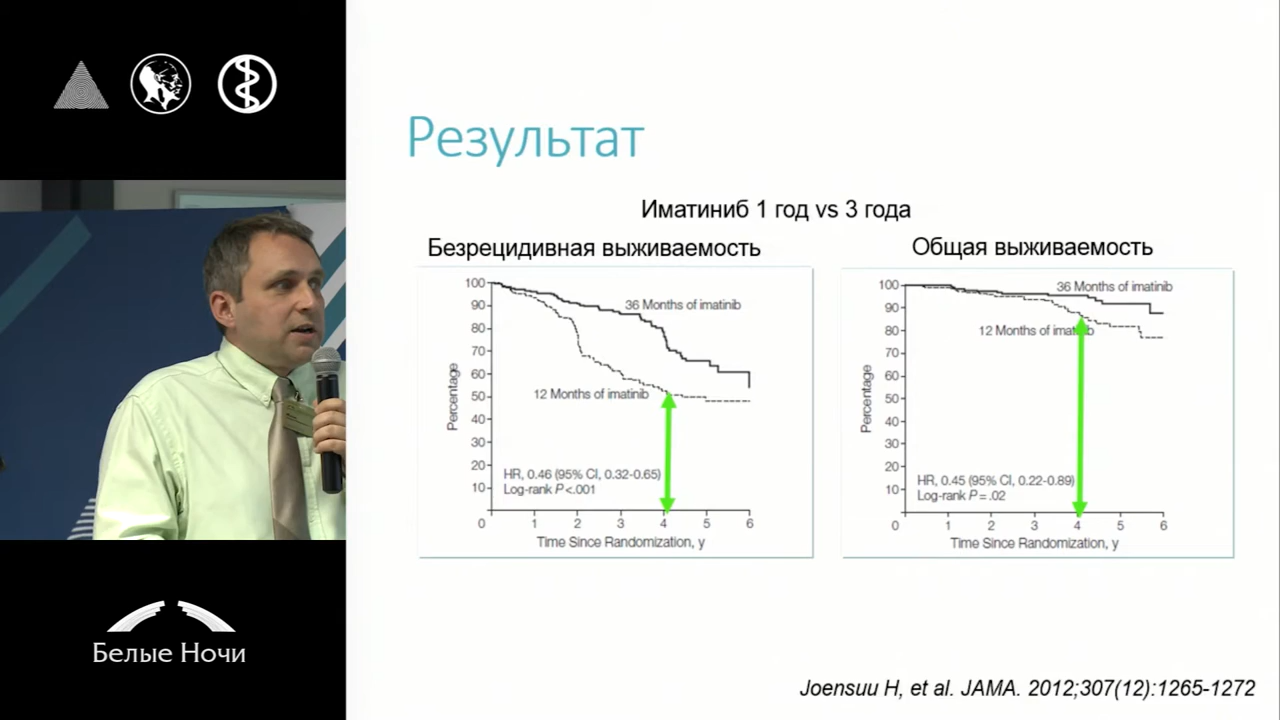 Результат
Иматиниб 1 год vs 3 года
Безрецидивная выживаемость
Общая выживаемость
100
90
80
70
60
50
40
30
20
10
0
Percentage
36 Months of imatinib
12 Months of imatinib
HR, 0.46 (95% CI, 0.32-0.65)
Log-rank P<.001
1 2 3 4 5 6
Time Since Randomization, y
100
90
80
70
60
50
40
30
20
10
0
Percentage
36 Months of imatinib
12 Months of imatinib
HR, 0.45 (95% CI, 0.22-0.89)
Log-rank P=.02
1 2 3 4 5 6
Time Since Randomization, y
Белые Ночи
Joensuu H, et al. JAMA. 2012;307(12):1265-1272